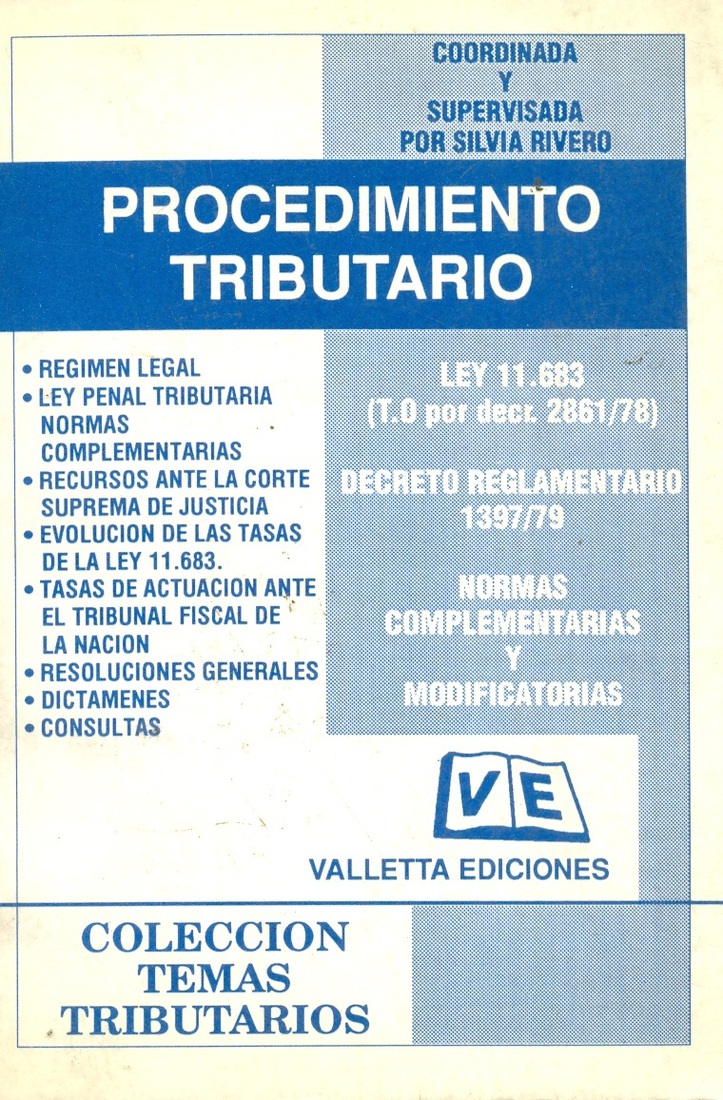 COORDINADA
Y
SUPERVISADA
POR SILVIA RIVERO
PROCEDIMIENTO
TRIBUTARIO
• REGIMEN LEGAL
• LEY PENAL TRIBUTARIA
NORMAS
COMPLEMENTARIAS
• RECURSOS ANTE LA CORTE
SUPREMA DE JUSTICIA
• EVOLUCION DE LAS TASAS
DE LA LEY 11.683.
• TASAS DE ACTUACION ANTE
EL TRIBUNAL FISCAL DE
LA NACION
• RESOLUCIONES GENERALES
• DICTAMENES
• CONSULTAS
LEY 11.683
(T.O por decr. 2861/78)
DECRETO REGLAMENTARIO
1397/79
NORMAS
COMPLEMENTARIAS
Y
MODIFICATORIAS
VE
VALLETTA EDICIONES
COLECCION
TEMAS
TRIBUTARIOS